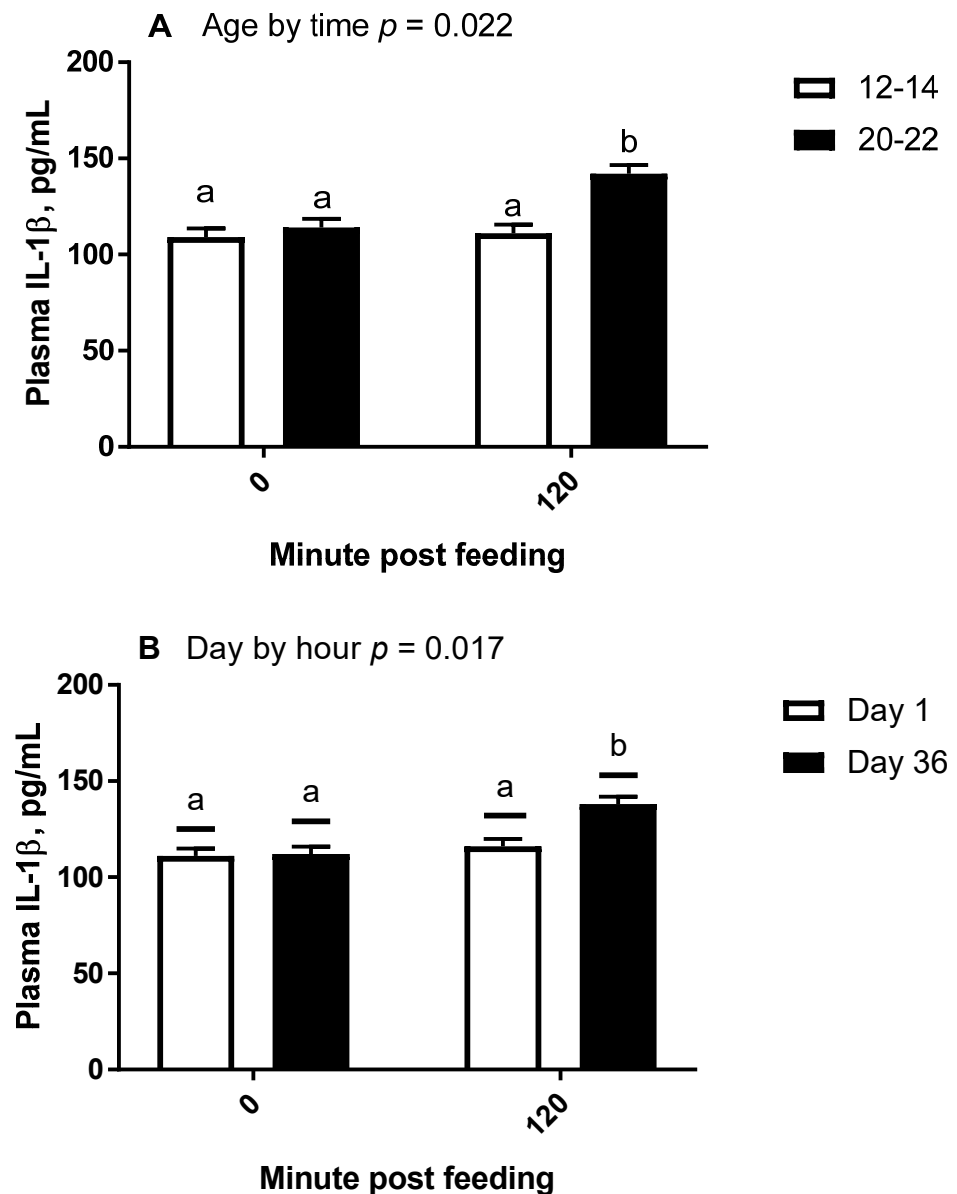 A Age by time p = 0.022
200
150
100
50
0
Plasma IL-1β, pg/mL
a
a
a
b
12-14
20-22
0
120
Minute post feeding
B Day by hour p = 0.017
200
150
100
50
0
Plasma IL-1β, pg/mL
a
a
a
b
Day 1
Day 36
0
120
Minute post feeding